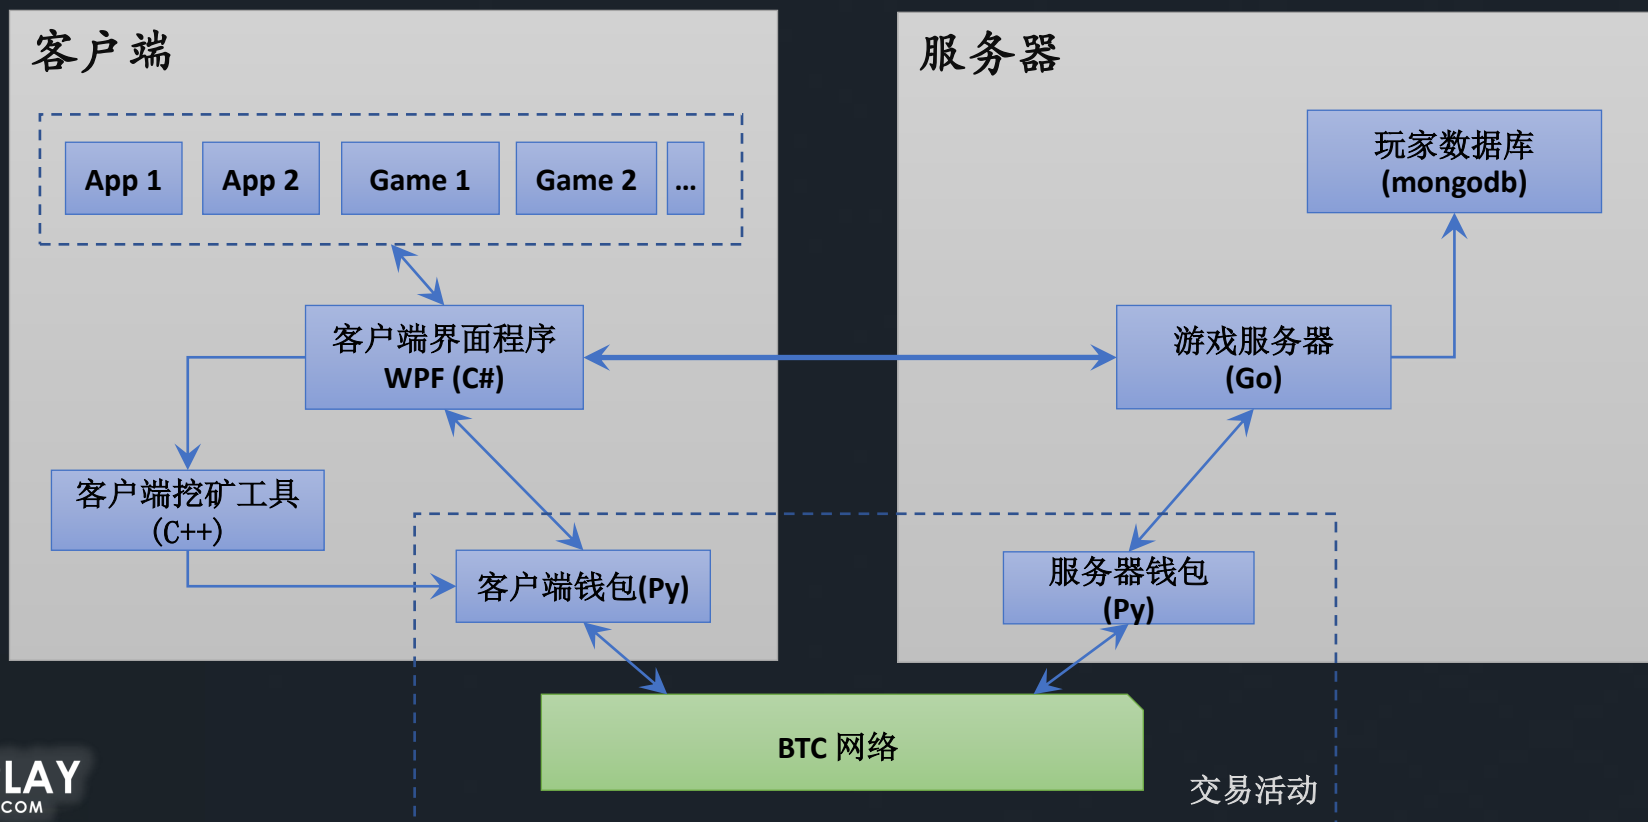 客户端
服务器
App 1
App 2
Game 1
Game 2
...
玩家数据库
(mongodb)
客户端界面程序
WPF (C#)
游戏服务器
(Go)
客户端挖矿工具
(C++)
客户端钱包(Py)
服务器钱包
(Py)
BTC 网络
交易活动
LAY
COM